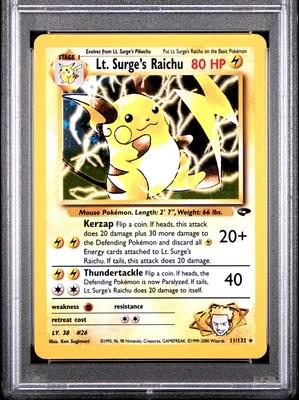 Evolves from Lt. Surge's Pikachu Put Lt. Surge's Raichu on the Basic Pokémon
STAGE 1
Lt. Surge's Raichu 80 HP
Mouse Pokémon. Length: 2' 7", Weight: 66 lbs.
Kerzap Flip a coin. If heads, this attack
does 20 damage plus 30 more damage to
the Defending Pokémon and discard all
Energy cards attached to Lt. Surge's
Raichu. If tails, this attack does 20 damage.
20+
Thundertackle Flip a coin. If heads, the
Defending Pokémon is now Paralyzed. If tails,
Lt. Surge's Raichu does 20 damage to itself.
40
weakness resistance
retreat cost
LV. 38 #26
Illus. Ken Sugimori ©1995, 96, 98 Nintendo, Creatures, GAMEFREAK. ©1999-2000 Wizards. 11/132